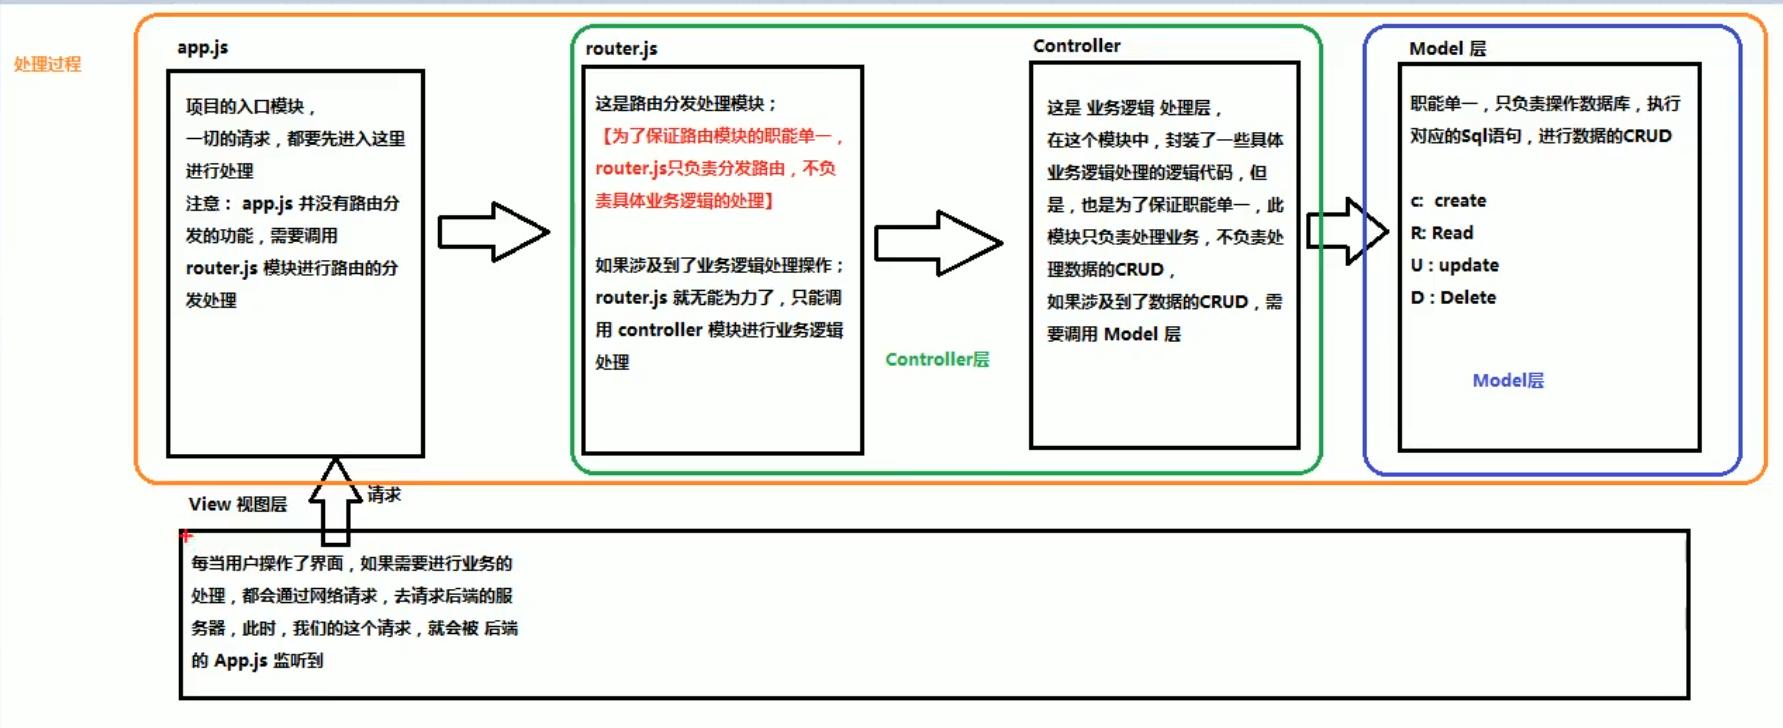 处理过程
app.js
项目的入口模块，
一切的请求，都要先进入这里
进行处理
注意： app.js 并没有路由分
发的功能，需要调用
router.js 模块进行路由的分
发处理
router.js
这是路由分发处理模块；
【为了保证路由模块的职能单一，
router.js只负责分发路由，不负
责具体业务逻辑的处理】
如果涉及到了业务逻辑处理操作；
router.js 就无能为力了，只能调
用 controller 模块进行业务逻辑
处理
Controller层
Controller
这是 业务逻辑 处理层，
在这个模块中，封装了一些具体
业务逻辑处理的逻辑代码，但
是，也是为了保证职能单一，此
模块只负责处理业务，不负责处
理数据的CRUD，
如果涉及到了数据的CRUD，需
要调用 Model 层
Model 层
职能单一，只负责操作数据库，执行
对应的Sql语句，进行数据的CRUD
c: create
R: Read
U : update
D : Delete
Model层
View 视图层
请求
每当用户操作了界面，如果需要进行业务的
处理，都会通过网络请求，去请求后端的服
务器，此时，我们的这个请求，就会被 后端
的 App.js 监听到